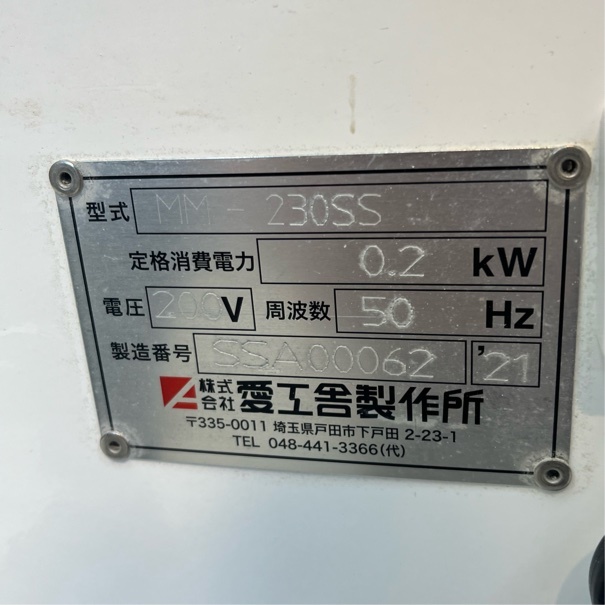 型式 MM-230SS
定格消費電力 0.2 kW
電圧 200V 周波数 50 Hz
製造番号 SSA00062 '21
株式会社 愛工舎製作所
〒335-0011 埼玉県戸田市下戸田 2-23-1
TEL 048-441-3366(代)